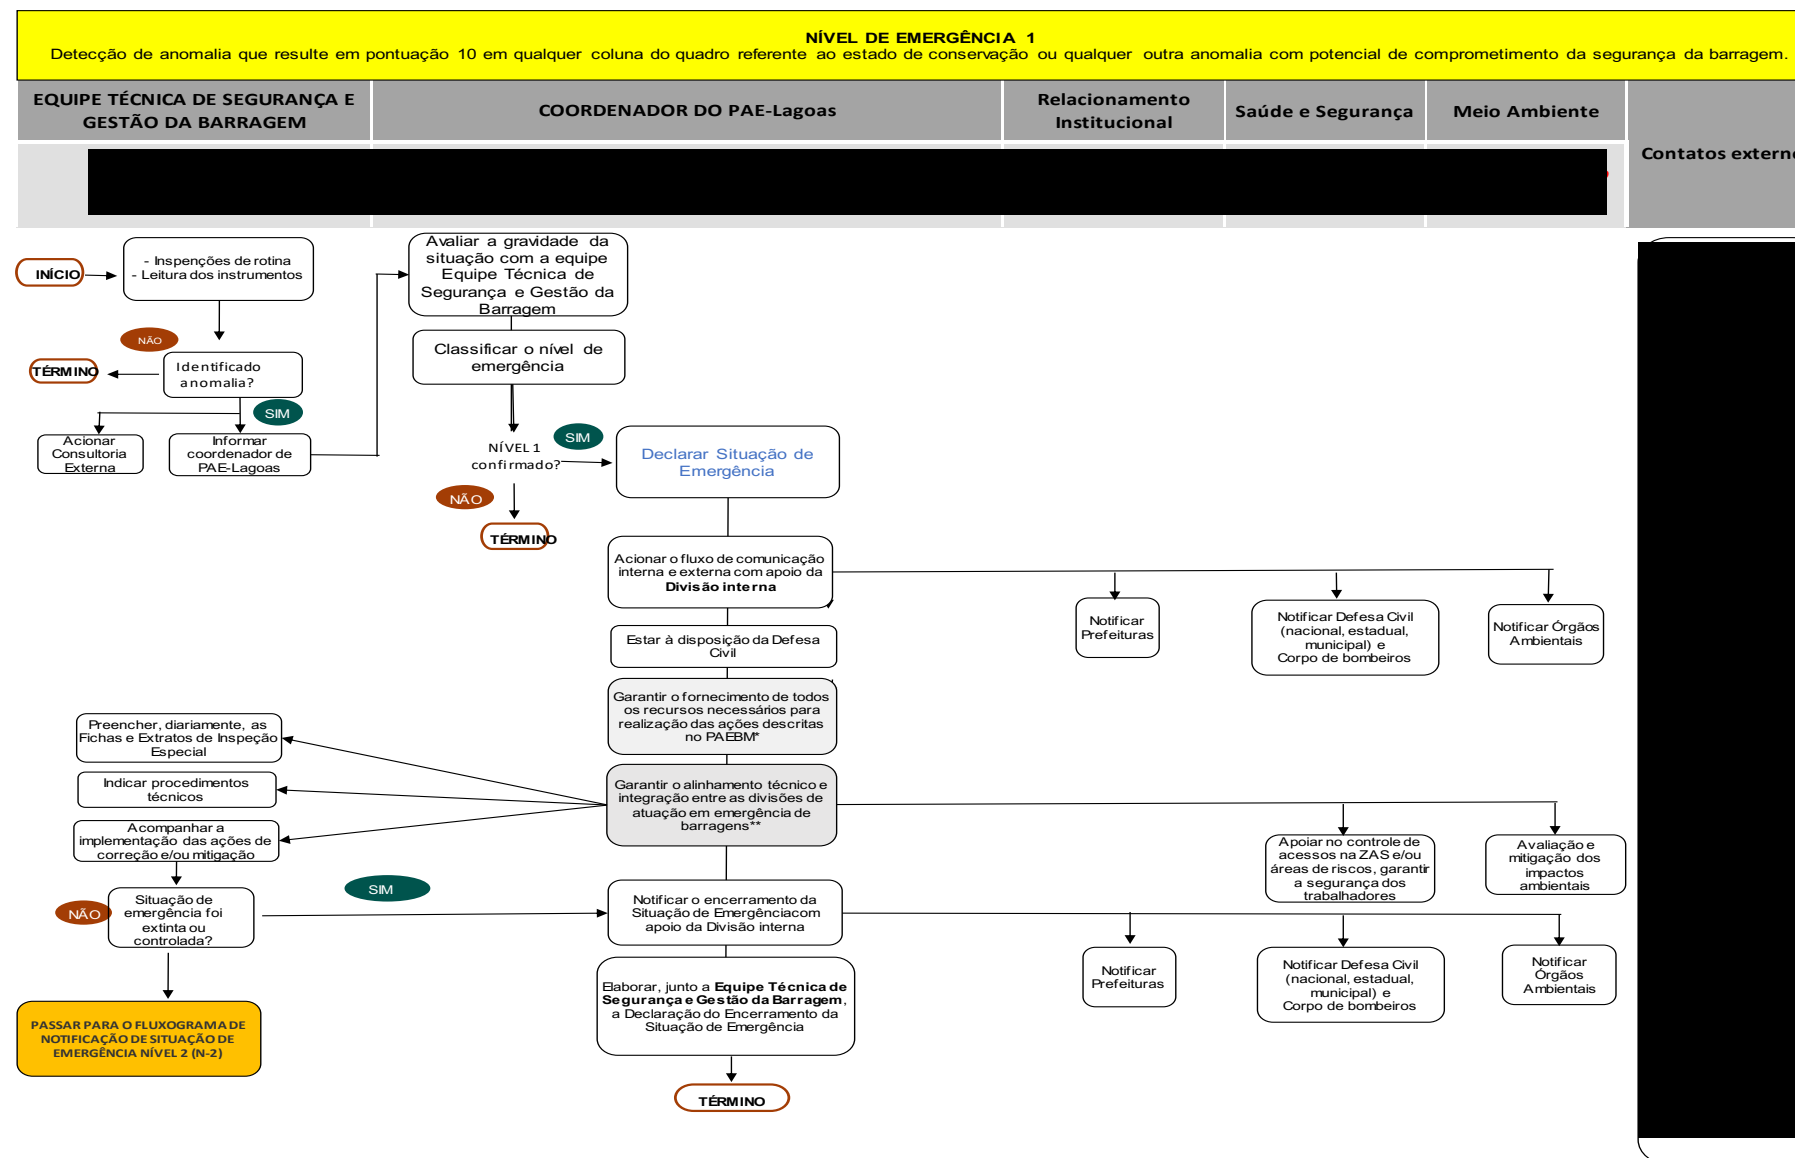 NÍVEL DE EMERGÊNCIA 1
Detecção de anomalia que resulte em pontuação 10 em qualquer coluna do quadro referente ao estado de conservação ou qualquer outra anomalia com potencial de comprometimento da segurança da barragem.
EQUIPE TÉCNICA DE SEGURANÇA E
GESTÃO DA BARRAGEM
COORDENADOR DO PAE-Lagoas
Relacionamento
Institucional
Saúde e Segurança
Meio Ambiente
Contatos extern
INÍCIO
- Inspenções de rotina
- Leitura dos instrumentos
NÃO
TÉRMINO
Identificado
anomalia?
SIM
Acionar
Consultoria
Externa
Informar
coordenador de
PAE-Lagoas
Avaliar a gravidade da
situação com a equipe
Equipe Técnica de
Segurança e Gestão da
Barragem
Classificar o nível de
emergência
NÍVEL 1
confirmado?
SIM
NÃO
TÉRMINO
Declarar Situação de
Emergência
Acionar o fluxo de comunicação
interna e externa com apoio da
Divisão interna
Notificar
Prefeituras
Notificar Defesa Civil
(nacional, estadual,
municipal) e
Corpo de bombeiros
Notificar Órgãos
Ambientais
Estar à disposição da Defesa
Civil
Garantir o fornecimento de todos
os recursos necessários para
realização das ações descritas
no PAEBM*
Garantir o alinhamento técnico e
integração entre as divisões de
atuação em emergência de
barragens**
Preencher, diariamente, as
Fichas e Extratos de Inspeção
Especial
Indicar procedimentos
técnicos
Acompanhar a
implementação das ações de
correção e/ou mitigação
Apoiar no controle de
acessos na ZAS e/ou
áreas de riscos, garantir
a segurança dos
trabalhadores
Avaliação e
mitigação dos
impactos
ambientais
NÃO
Situação de
emergência foi
extinta ou
controlada?
SIM
Notificar o encerramento da
Situação de Emergênciacom
apoio da Divisão interna
Notificar
Prefeituras
Notificar Defesa Civil
(nacional, estadual,
municipal) e
Corpo de bombeiros
Notificar
Órgãos
Ambientais
PASSAR PARA O FLUXOGRAMA DE
NOTIFICAÇÃO DE SITUAÇÃO DE
EMERGÊNCIA NÍVEL 2 (N-2)
Elaborar, junto a Equipe Técnica de
Segurança e Gestão da Barragem,
a Declaração do Encerramento da
Situação de Emergência
TÉRMINO